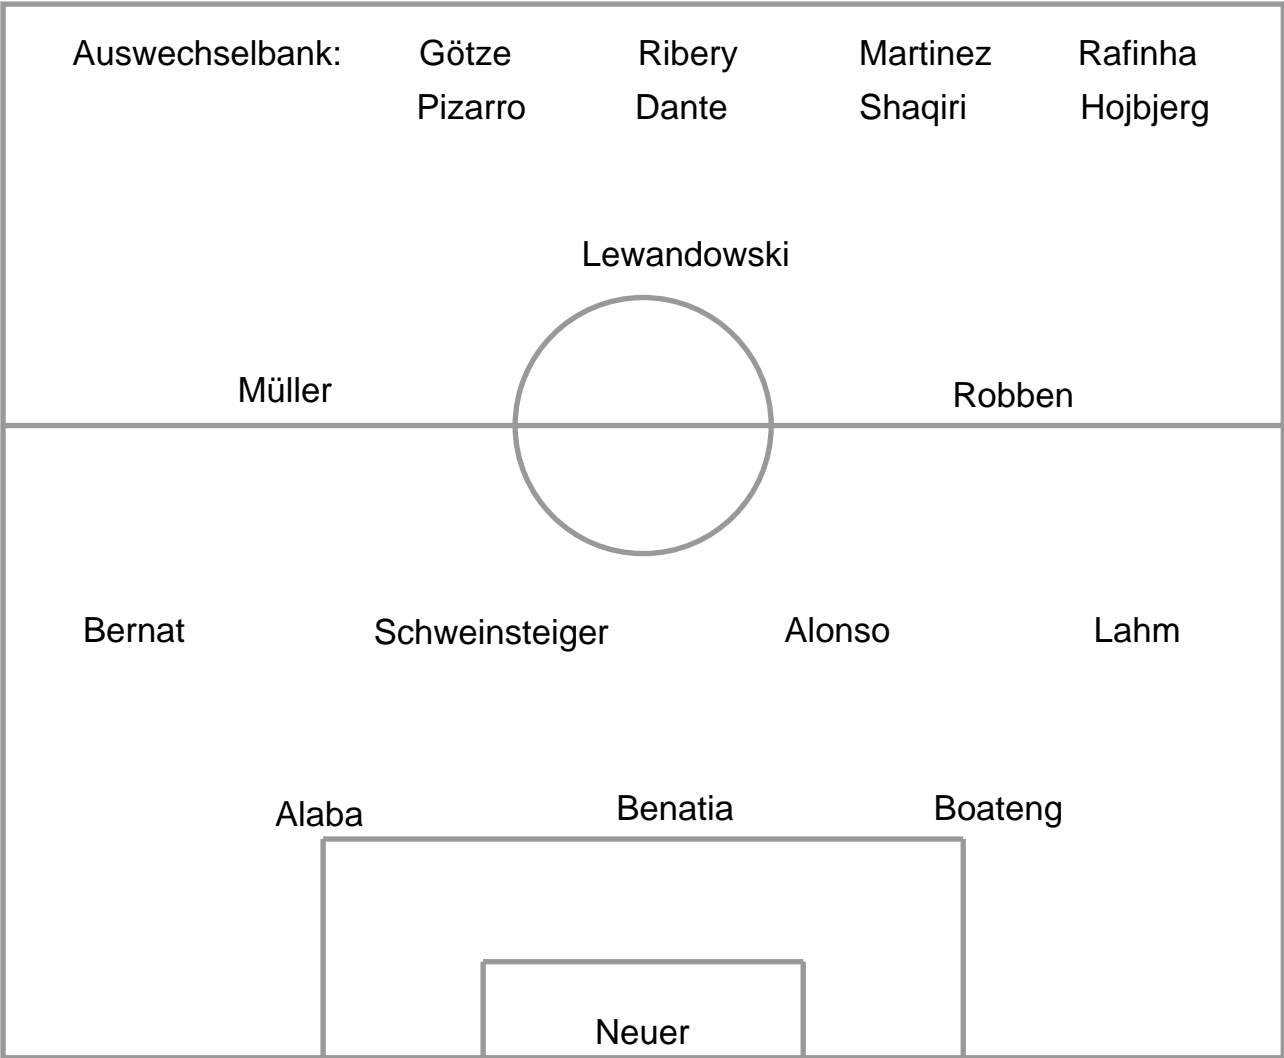 Auswechselbank: Götze Ribery Martinez Rafinha
Pizarro Dante Shaqiri Hojbjerg
Lewandowski
Müller Robben
Bernat Schweinsteiger Alonso Lahm
Alaba Benatia Boateng
Neuer